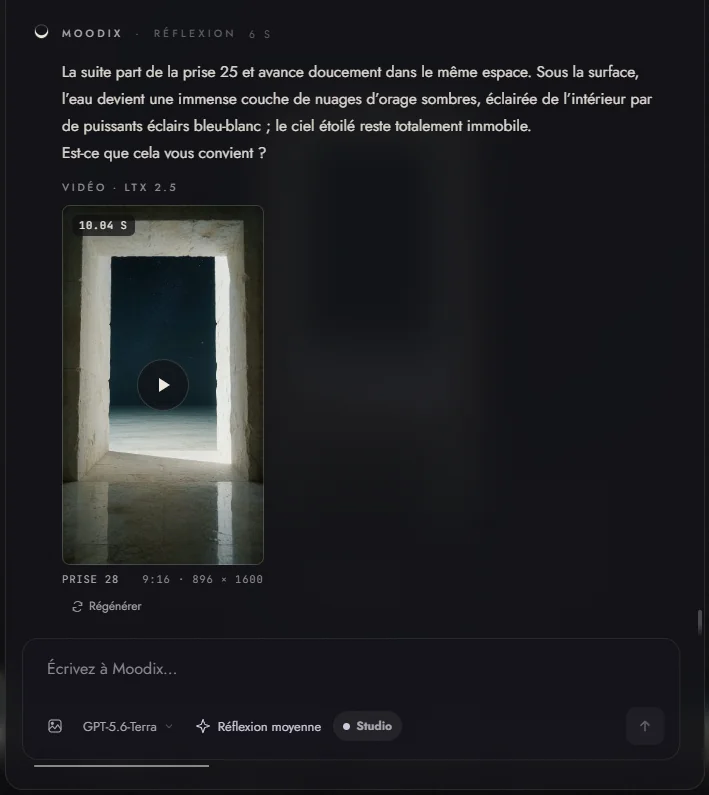 MOODIX · RÉFLEXION 6 S
La suite part de la prise 25 et avance doucement dans le même espace. Sous la surface,
l’eau devient une immense couche de nuages d’orage sombres, éclairée de l’intérieur par
de puissants éclairs bleu-blanc ; le ciel étoilé reste totalement immobile.
Est-ce que cela vous convient ?
VIDÉO · LTX 2.5
10.04 S
PRISE 28 9:16 · 896 × 1600
Régénérer
Écrivez à Moodix...
GPT-5.6-Terra Réflexion moyenne Studio